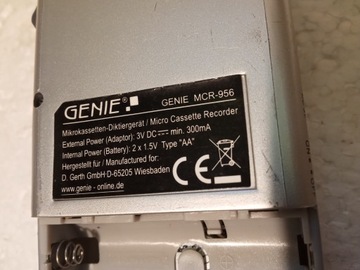 GENIE
GENIE MCR-956
Mikrokassetten-Diktiergerät / Micro Cassette Recorder
External Power (Adaptor): 3V DC min. 300mA
Internal Power (Battery): 2 x 1.5V Type "AA"
Hergestellt für / Manufactured for:
D. Gerth GmbH D-65205 Wiesbaden
www.genie - online.de
CE